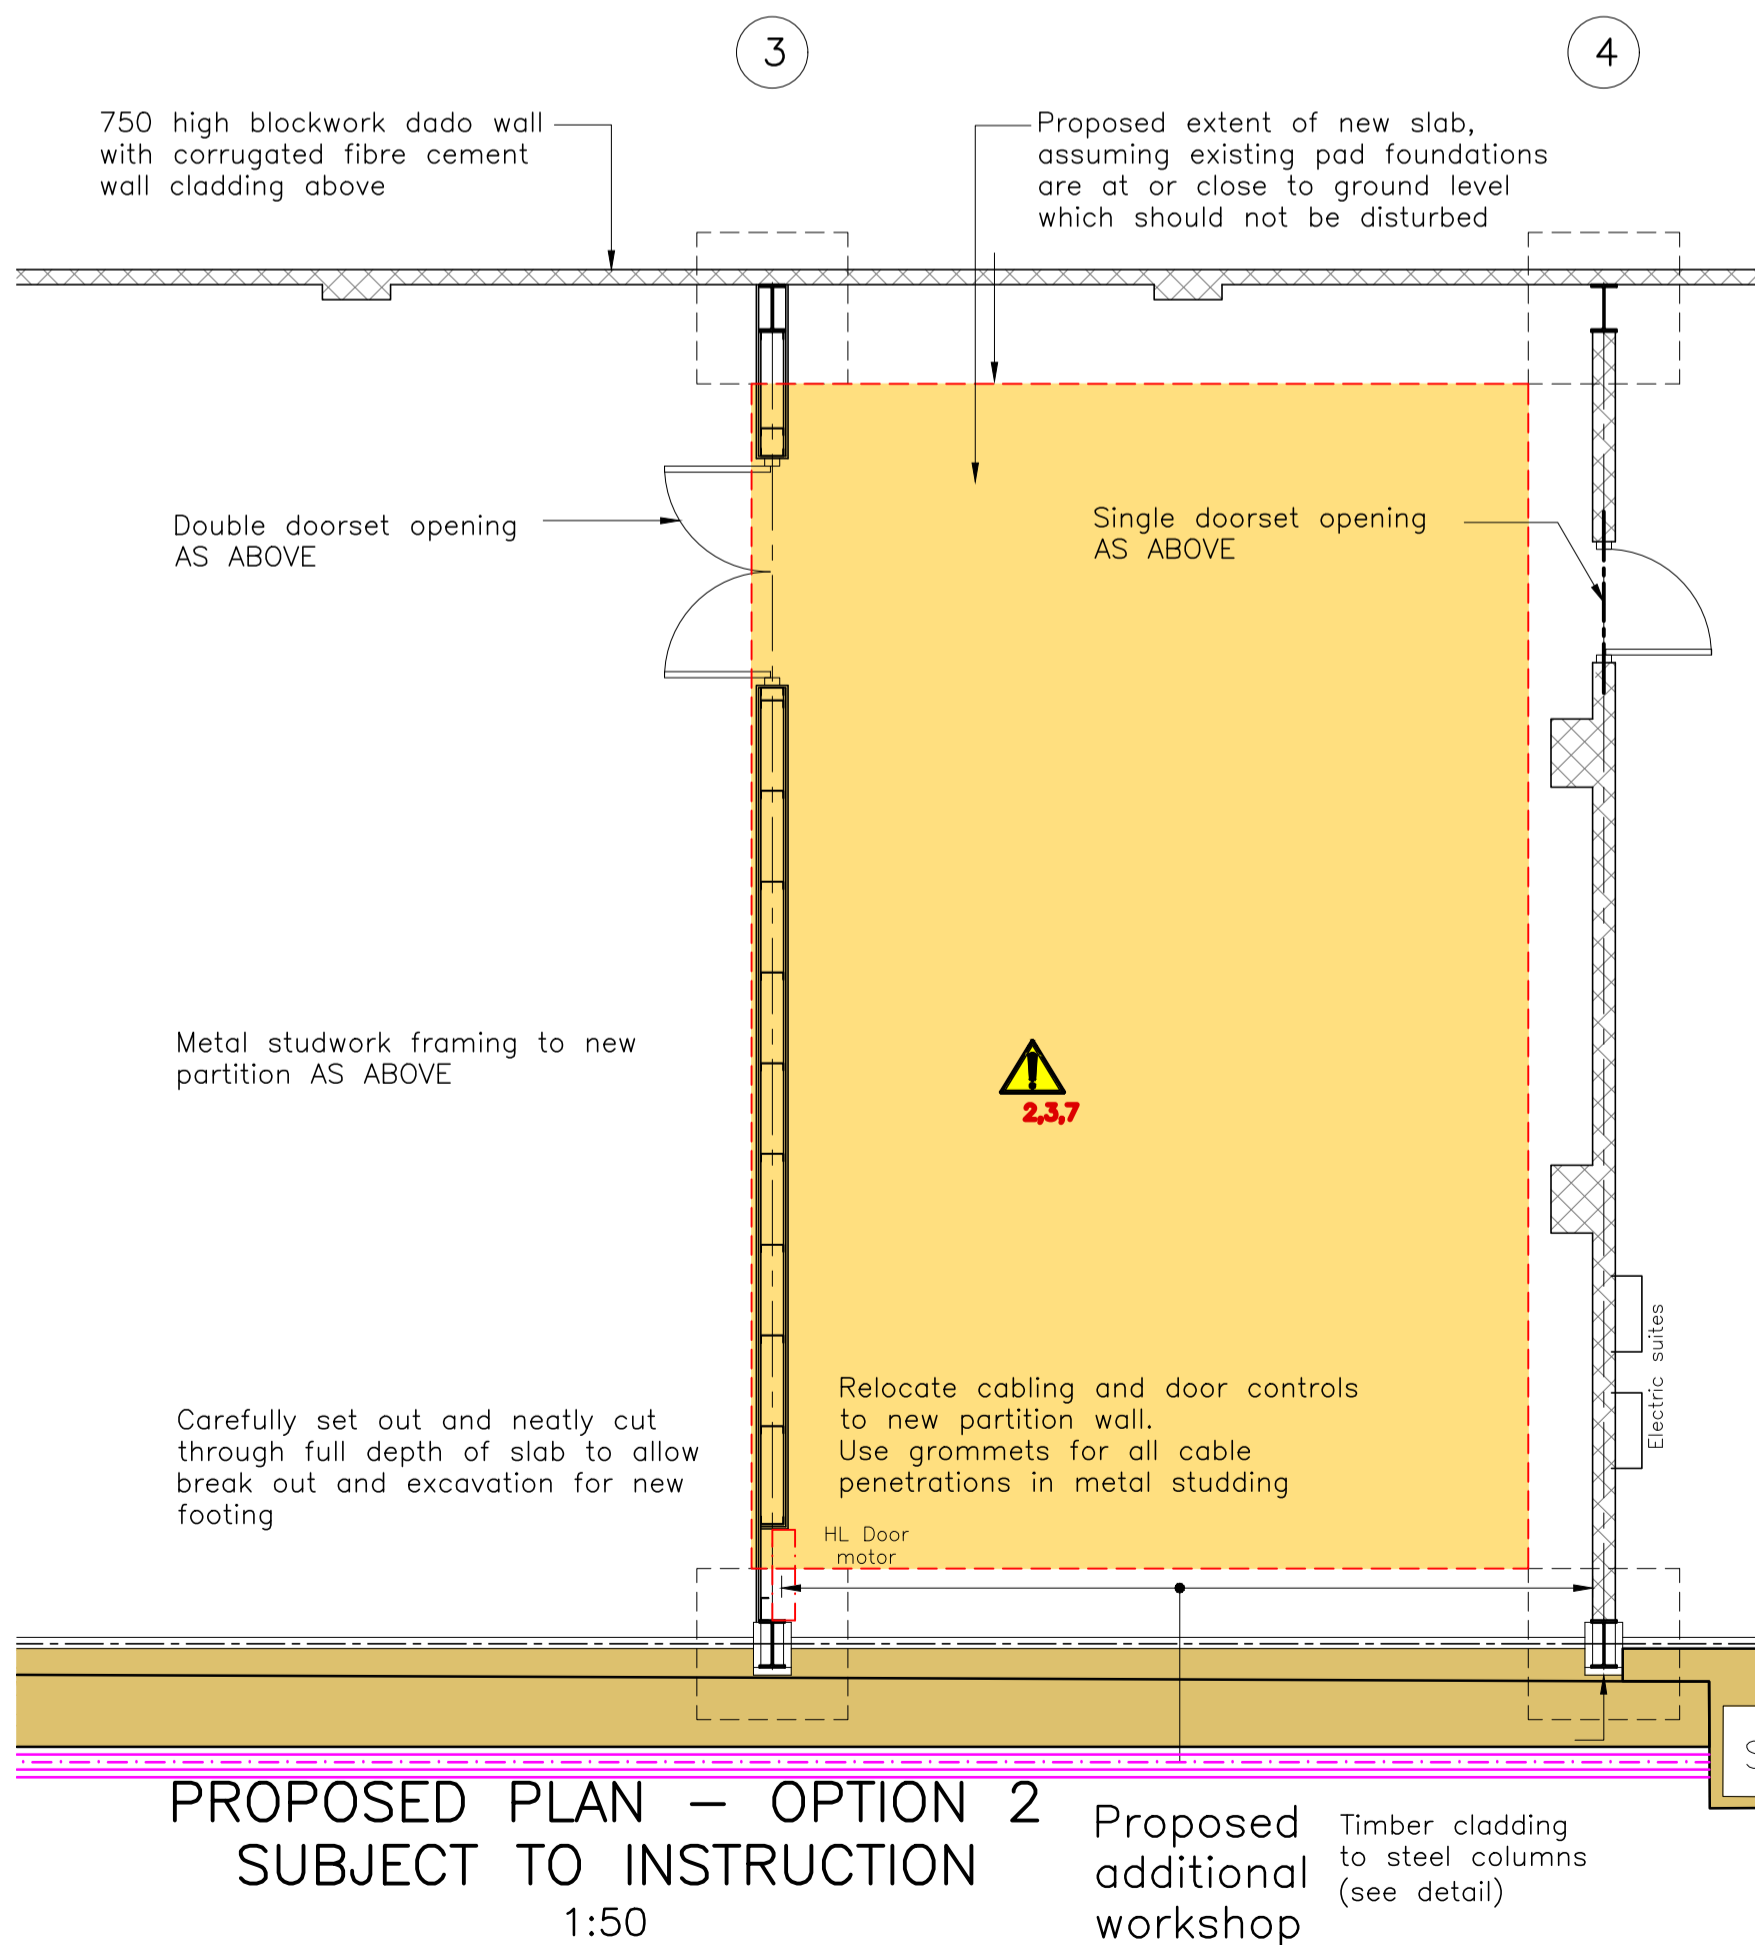 3
4
750 high blockwork dado wall
with corrugated fibre cement
wall cladding above
Proposed extent of new slab,
assuming existing pad foundations
are at or close to ground level
which should not be disturbed
Double doorset opening
AS ABOVE
Single doorset opening
AS ABOVE
Metal studwork framing to new
partition AS ABOVE
!
2,3,7
Carefully set out and neatly cut
through full depth of slab to allow
break out and excavation for new
footing
Relocate cabling and door controls
to new partition wall.
Use grommets for all cable
penetrations in metal studding
Electric suites
HL Door
motor
PROPOSED PLAN – OPTION 2
SUBJECT TO INSTRUCTION
1:50
Proposed
additional
workshop
Timber cladding
to steel columns
(see detail)